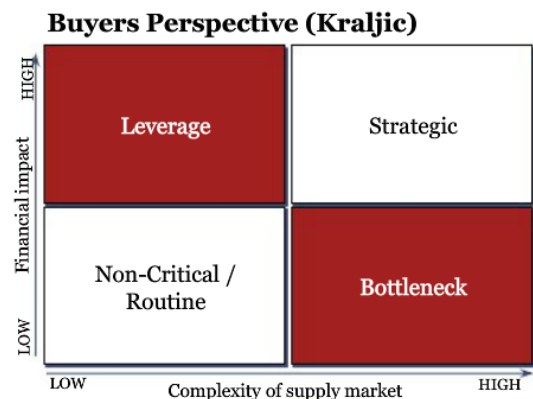 Buyers Perspective (Kraljic)
HIGH
Leverage
Strategic
Financial impact
Non-Critical /
Routine
Bottleneck
LOW
LOW
HIGH
Complexity of supply market